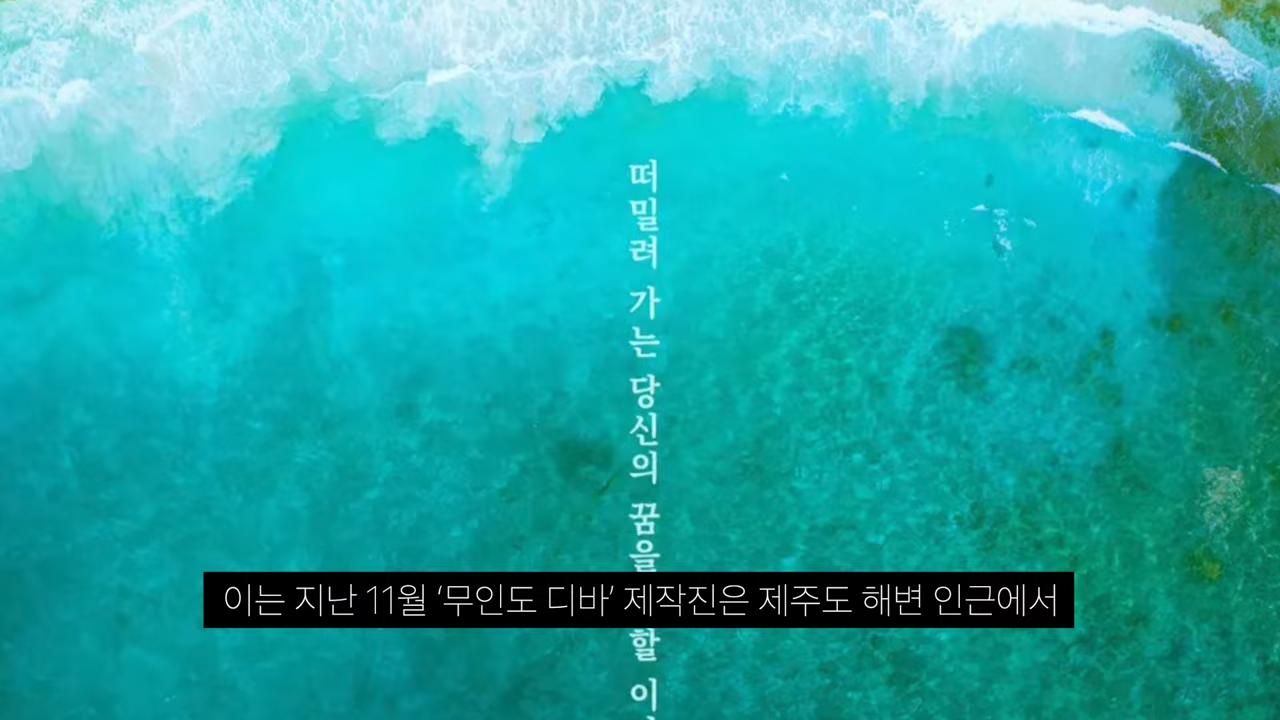 떠밀려 가는 당신의 꿈을
할
이는 지난 11월 ‘무인도 디바’ 제작진은 제주도 해변 인근에서